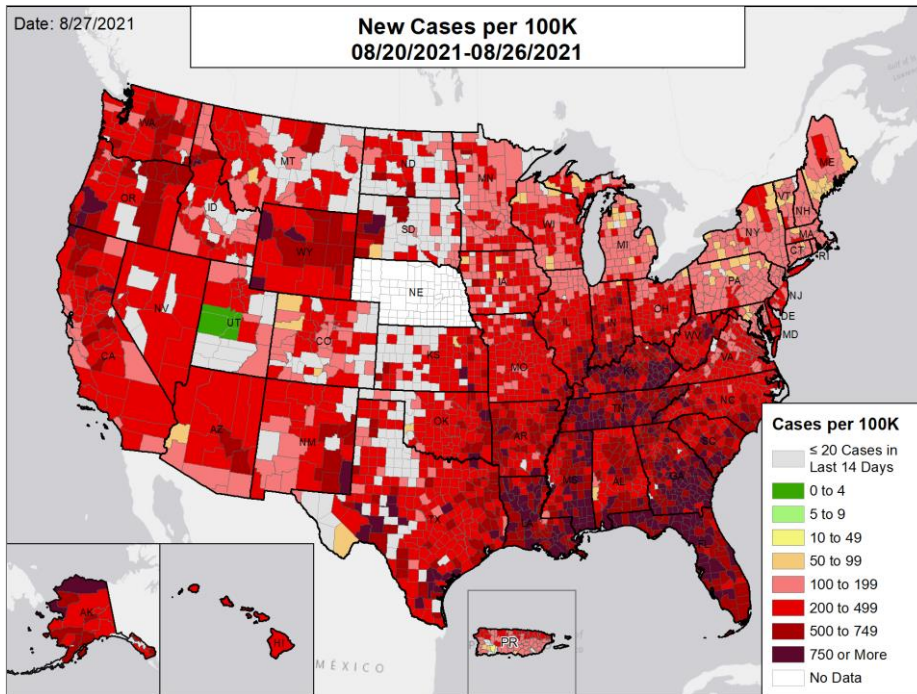 Date: 8/27/2021
New Cases per 100K
08/20/2021-08/26/2021
WA
MT
ND
MN
ME
OR
ID
SD
WI
MI
VT
NH
NY
MA
CT
RI
WY
IA
PA
NJ
NE
NV
UT
CO
IL
IN
OH
DE
MD
WV
VA
CA
KS
MO
KY
AZ
NM
OK
AR
TN
NC
SC
TX
LA
MS
AL
GA
AK
HI
PR
MÉXICO
Cases per 100K
≤ 20 Cases in
Last 14 Days
0 to 4
5 to 9
10 to 49
50 to 99
100 to 199
200 to 499
500 to 749
750 or More
No Data